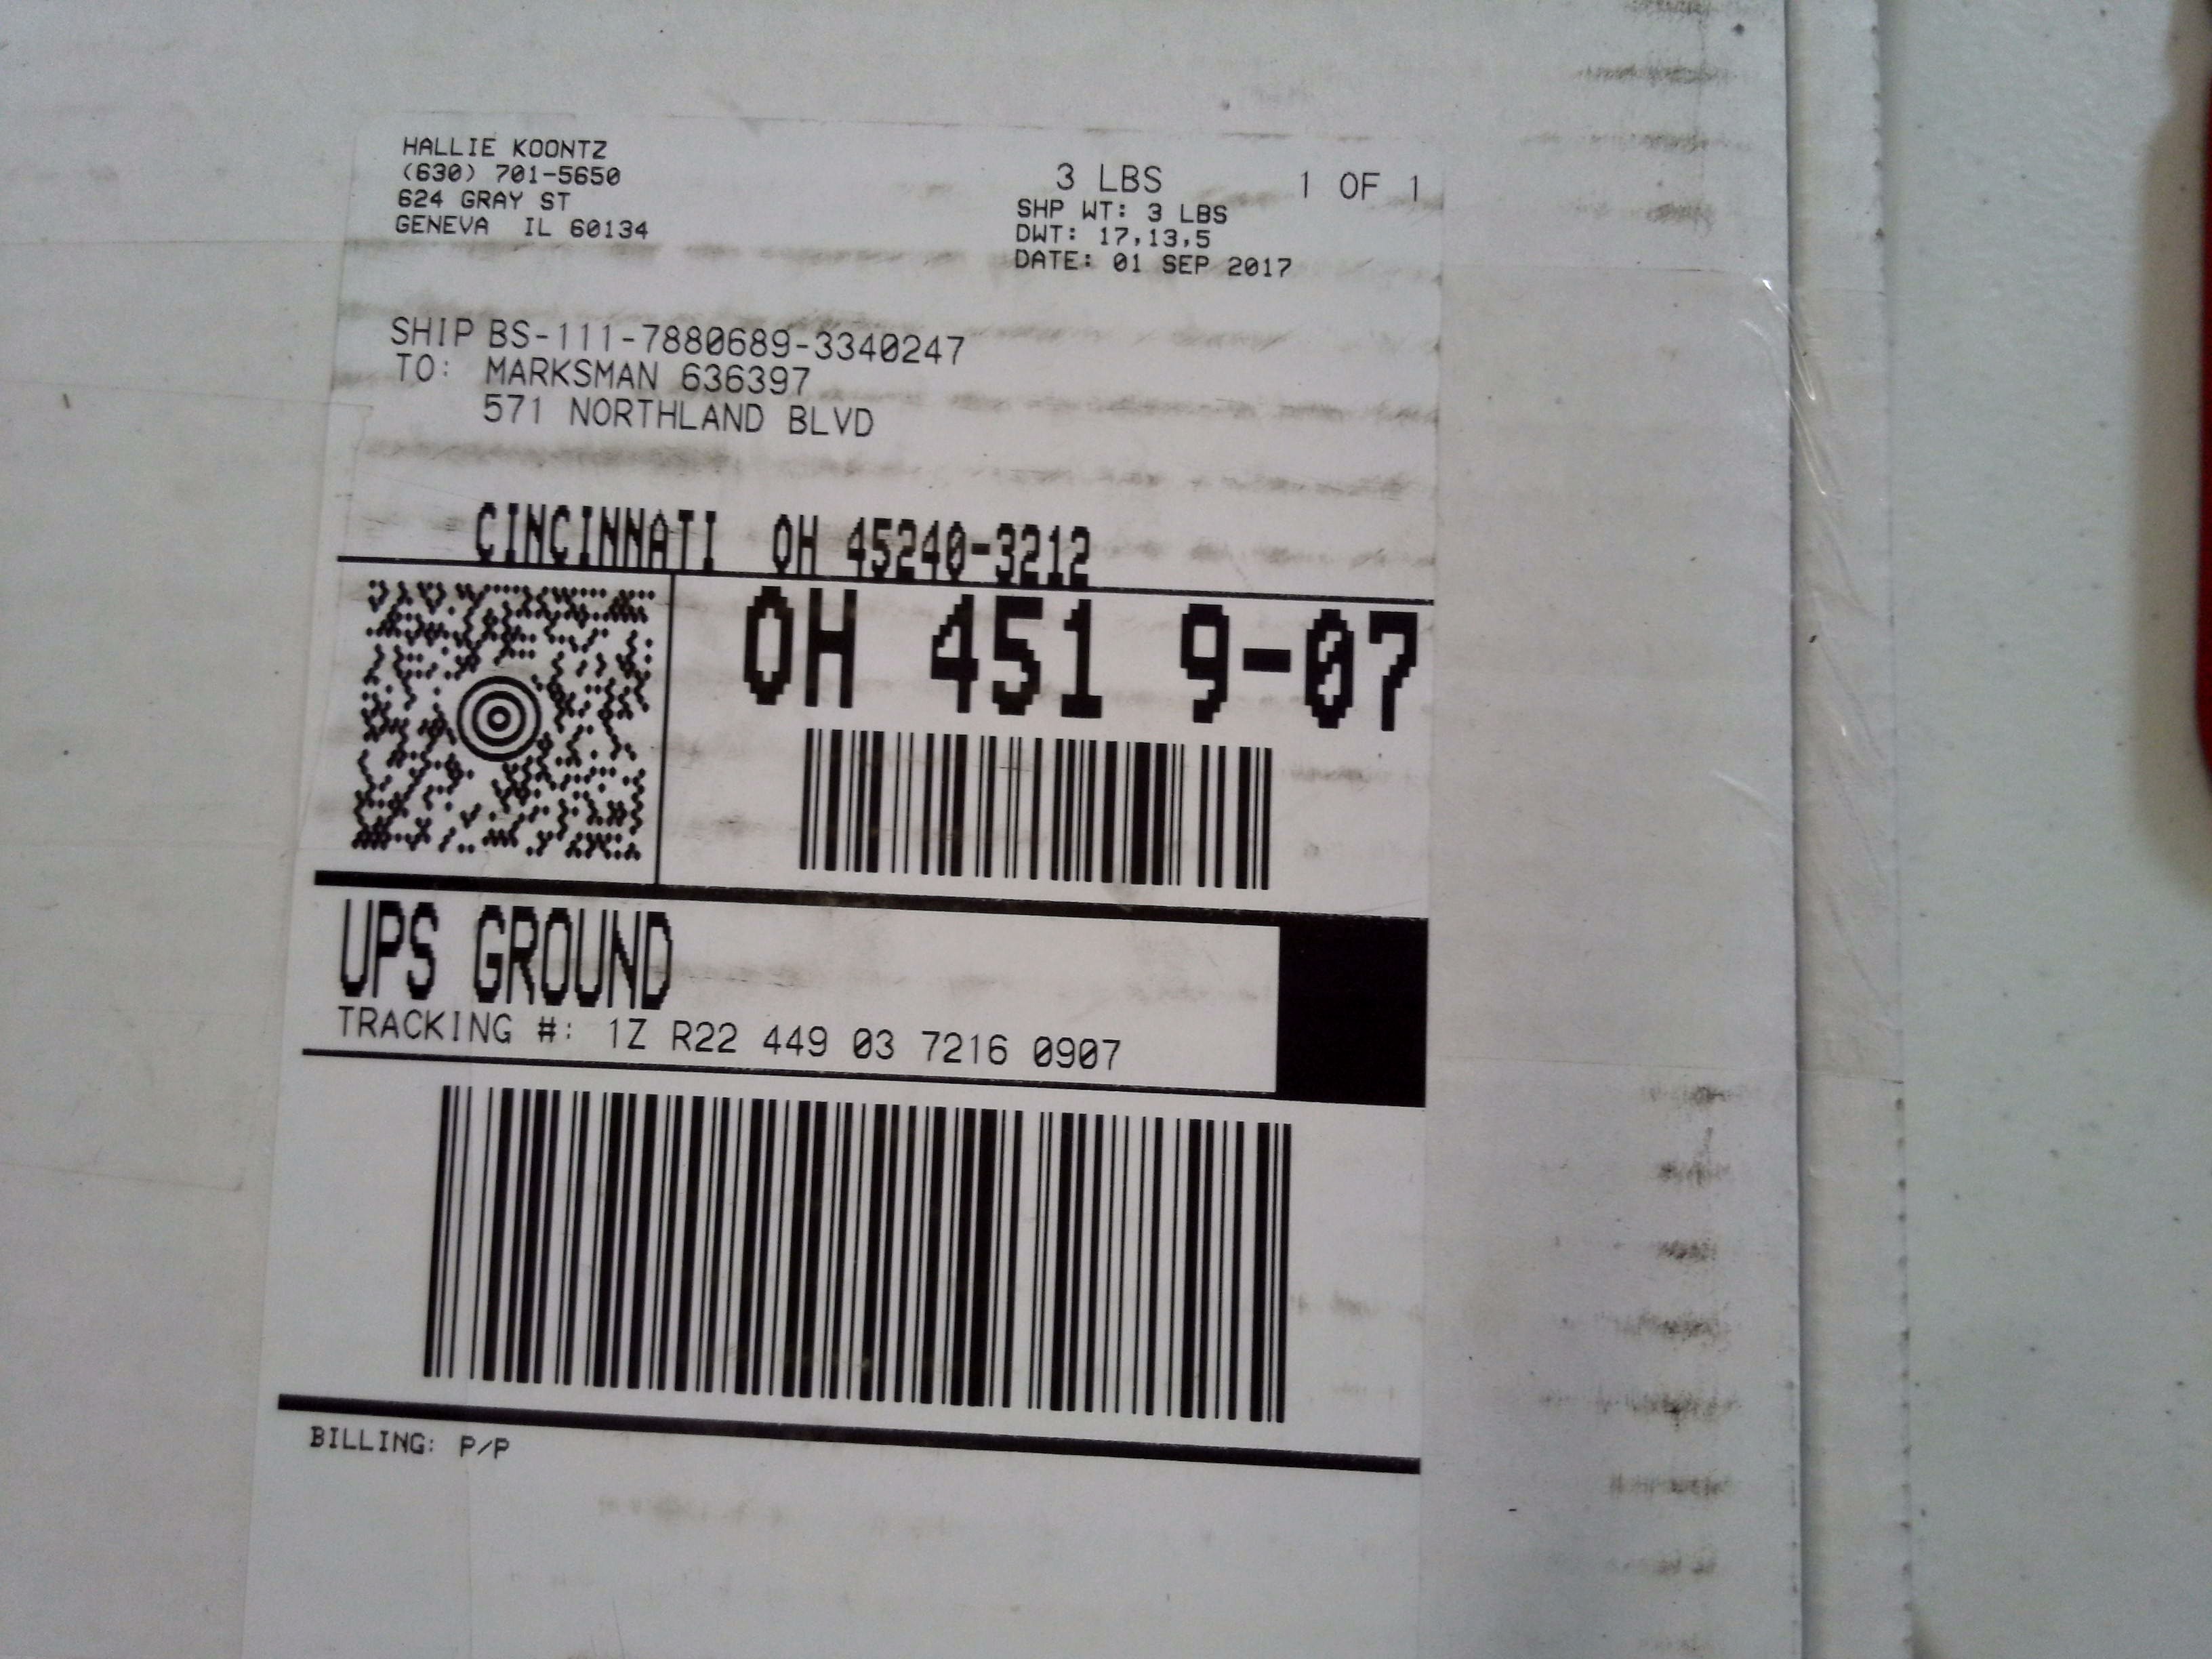 HALLIE KOONTZ
(630) 701-5650
624 GRAY ST
GENEVA IL 60134
3 LBS 1 OF 1
SHP WT: 3 LBS
DWT: 17,13,5
DATE: 01 SEP 2017
SHIP BS-111-7880689-3340247
TO: MARKSMAN 636397
571 NORTHLAND BLVD
CINCINNATI OH 45240-3212
OH 451 9-07
UPS GROUND
TRACKING #: 1Z R22 449 03 7216 0907
BILLING: P/P